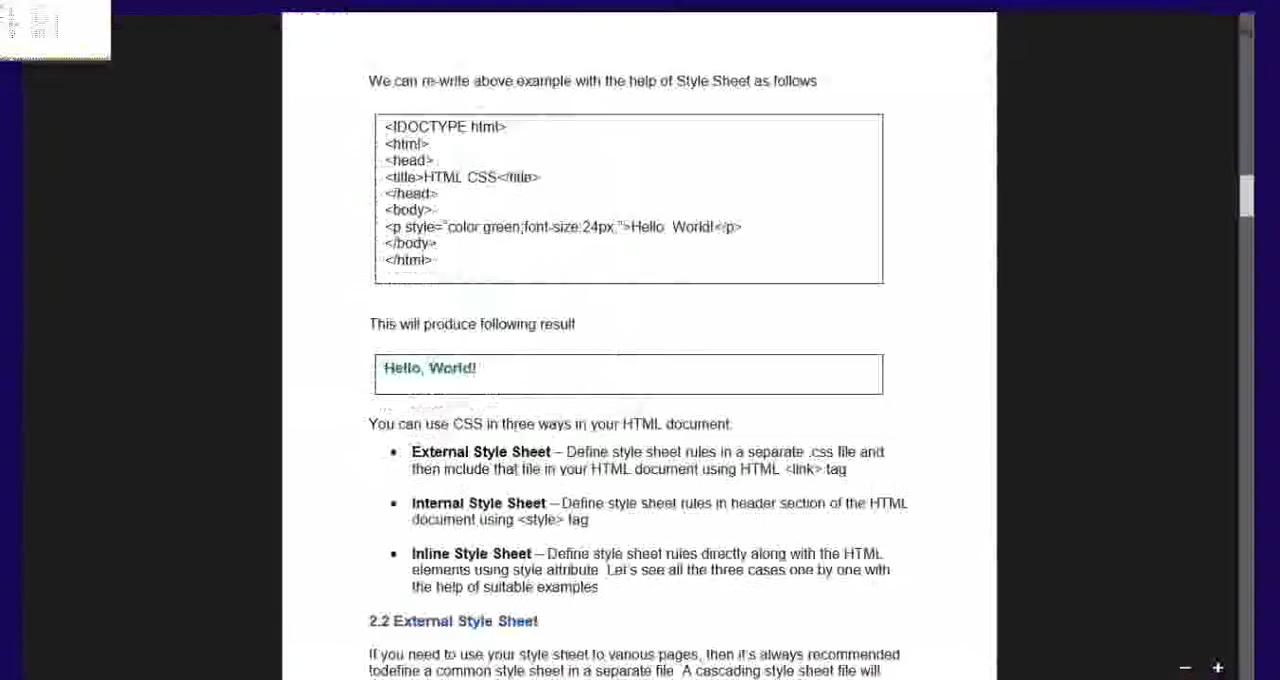 We can re-write above example with the help of Style Sheet as follows
<!DOCTYPE html>
<html>
<head>
<title>HTML CSS</title>
</head>
<body>
<p style="color:green;font-size:24px;">Hello, World!</p>
</body>
</html>
This will produce following result
Hello, World!
You can use CSS in three ways in your HTML document:
• External Style Sheet – Define style sheet rules in a separate .css file and
then include that file in your HTML document using HTML <link> tag
• Internal Style Sheet – Define style sheet rules in header section of the HTML
document using <style> tag
• Inline Style Sheet – Define style sheet rules directly along with the HTML
elements using style attribute. Let's see all the three cases one by one with
the help of suitable examples
2.2 External Style Sheet
If you need to use your style sheet to various pages, then it's always recommended
todefine a common style sheet in a separate file. A cascading style sheet file will